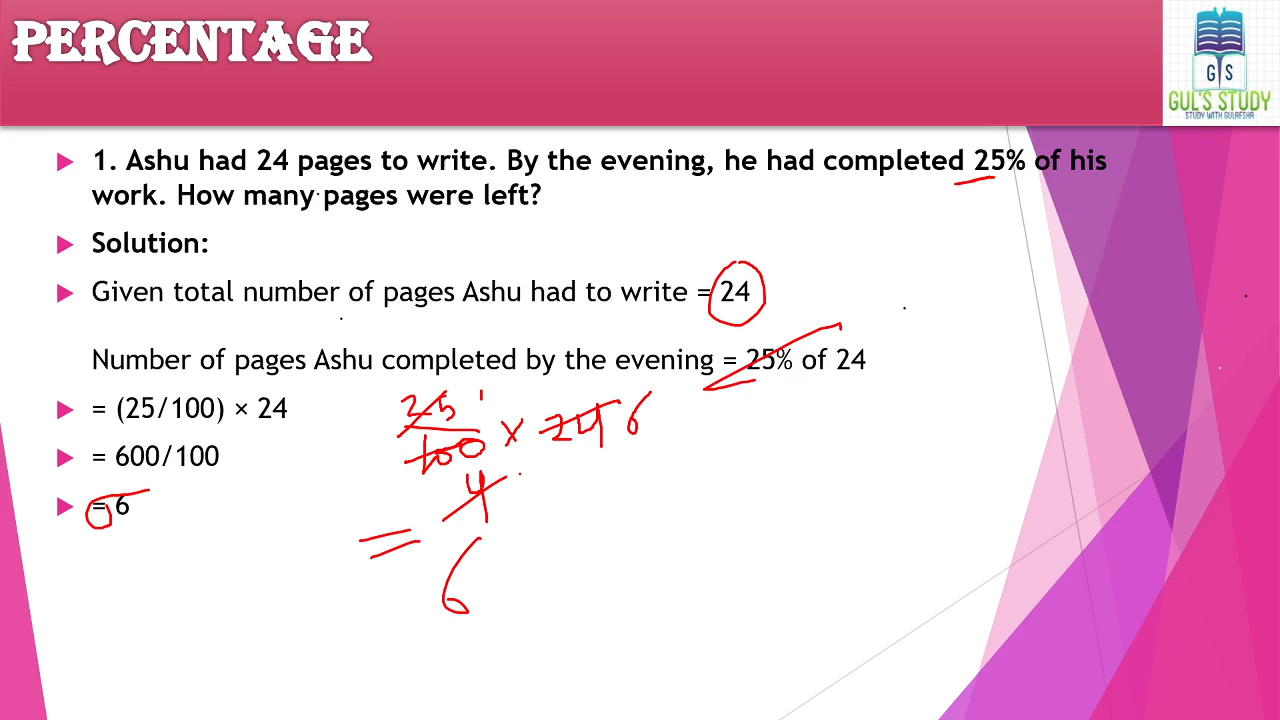 PERCENTAGE
GS
GUL'S STUDY
STUDY WITH GULAFSHA
1. Ashu had 24 pages to write. By the evening, he had completed 25% of his
work. How many pages were left?
Solution:
Given total number of pages Ashu had to write = 24
Number of pages Ashu completed by the evening = 25% of 24
= (25/100) × 24
= 600/100
= 6
25 1
100 × 24 6
4
=
6